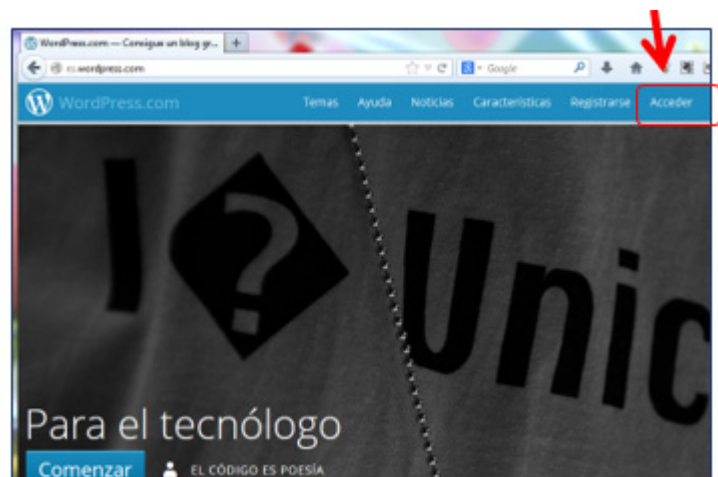 WordPress.com — Consigue un blog gr...
es.wordpress.com
Google
WordPress.com
Temas Ayuda Noticias Características Registrarse Acceder
I ? Unic
Para el tecnólogo
Comenzar
EL CÓDIGO ES POESÍA